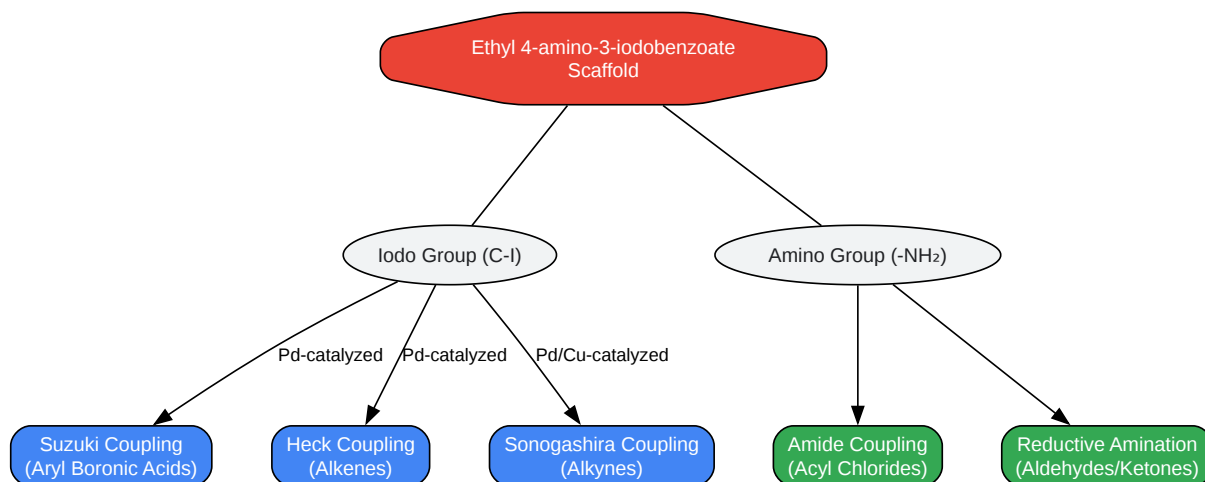 Ethyl 4-amino-3-iodobenzoate
Scaffold
Iodo Group (C-I)
Amino Group (-NH₂)
Pd-catalyzed
Pd-catalyzed
Pd/Cu-catalyzed
Suzuki Coupling
(Aryl Boronic Acids)
Heck Coupling
(Alkenes)
Sonogashira Coupling
(Alkynes)
Amide Coupling
(Acyl Chlorides)
Reductive Amination
(Aldehydes/Ketones)